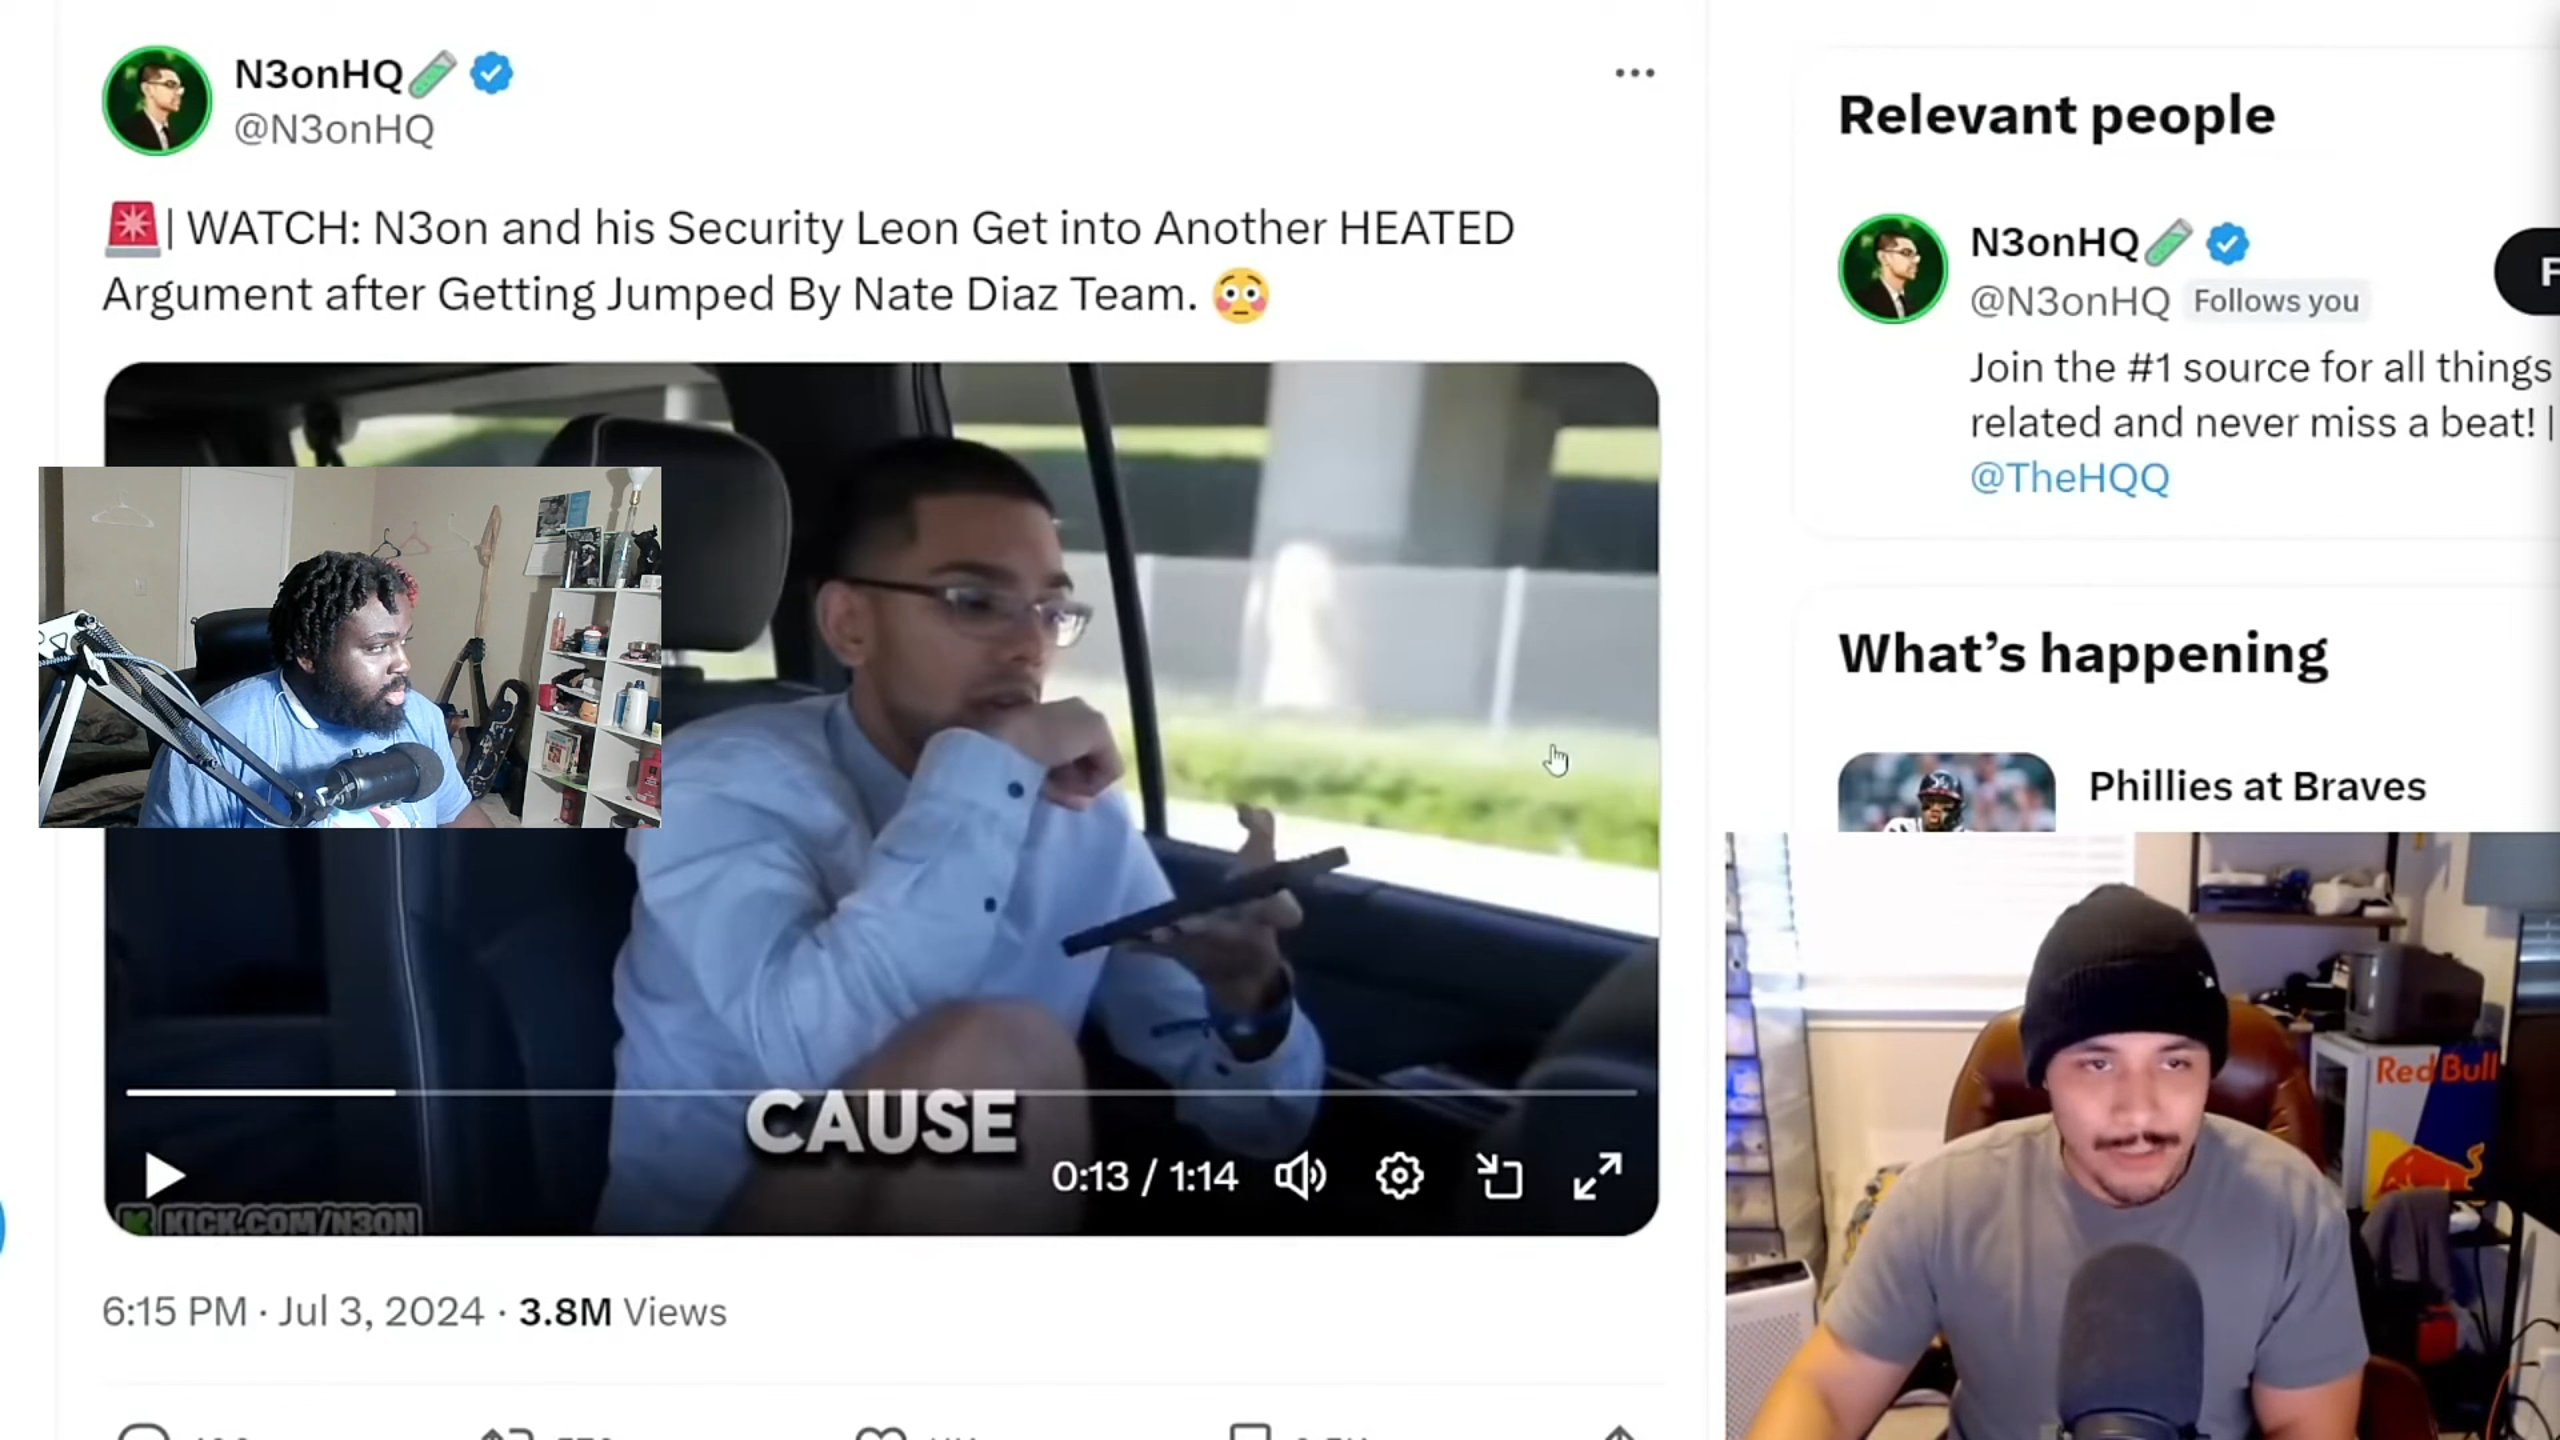 N3onHQ
@N3onHQ
🚨| WATCH: N3on and his Security Leon Get into Another HEATED
Argument after Getting Jumped By Nate Diaz Team. 😳
CAUSE
0:13 / 1:14
KICK.COM/N3ON
6:15 PM · Jul 3, 2024 · 3.8M Views
Relevant people
N3onHQ
@N3onHQ Follows you
Join the #1 source for all things
related and never miss a beat! |
@TheHQQ
What's happening
Phillies at Braves
Red Bull